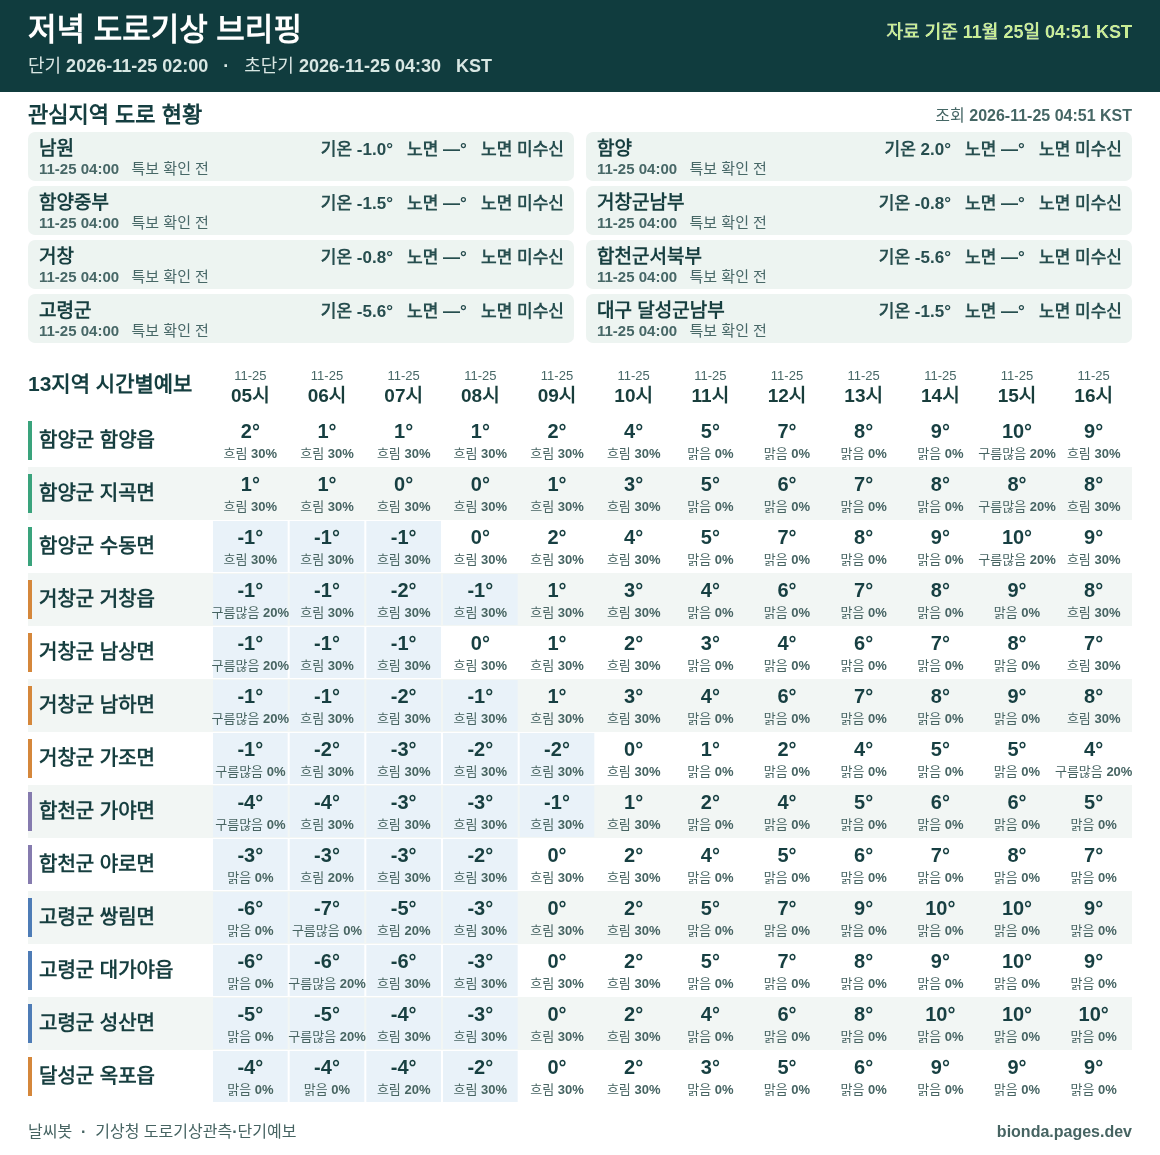 저녁 도로기상 브리핑
자료 기준 11월 25일 04:51 KST
단기 2026-11-25 02:00 · 초단기 2026-11-25 04:30 KST
관심지역 도로 현황
조회 2026-11-25 04:51 KST
남원 기온 -1.0° 노면 —° 노면 미수신
11-25 04:00 특보 확인 전
함양 기온 2.0° 노면 —° 노면 미수신
11-25 04:00 특보 확인 전
함양중부 기온 -1.5° 노면 —° 노면 미수신
11-25 04:00 특보 확인 전
거창군남부 기온 -0.8° 노면 —° 노면 미수신
11-25 04:00 특보 확인 전
거창 기온 -0.8° 노면 —° 노면 미수신
11-25 04:00 특보 확인 전
합천군서북부 기온 -5.6° 노면 —° 노면 미수신
11-25 04:00 특보 확인 전
고령군 기온 -5.6° 노면 —° 노면 미수신
11-25 04:00 특보 확인 전
대구 달성군남부 기온 -1.5° 노면 —° 노면 미수신
11-25 04:00 특보 확인 전
13지역 시간별예보
11-25 11-25 11-25 11-25 11-25 11-25 11-25 11-25 11-25 11-25 11-25 11-25
05시 06시 07시 08시 09시 10시 11시 12시 13시 14시 15시 16시
함양군 함양읍
2° 1° 1° 1° 2° 4° 5° 7° 8° 9° 10° 9°
흐림 30% 흐림 30% 흐림 30% 흐림 30% 흐림 30% 흐림 30% 맑음 0% 맑음 0% 맑음 0% 맑음 0% 구름많음 20% 흐림 30%
함양군 지곡면
1° 1° 0° 0° 1° 3° 5° 6° 7° 8° 8° 8°
흐림 30% 흐림 30% 흐림 30% 흐림 30% 흐림 30% 흐림 30% 맑음 0% 맑음 0% 맑음 0% 맑음 0% 구름많음 20% 흐림 30%
함양군 수동면
-1° -1° -1° 0° 2° 4° 5° 7° 8° 9° 10° 9°
흐림 30% 흐림 30% 흐림 30% 흐림 30% 흐림 30% 흐림 30% 맑음 0% 맑음 0% 맑음 0% 맑음 0% 구름많음 20% 흐림 30%
거창군 거창읍
-1° -1° -2° -1° 1° 3° 4° 6° 7° 8° 9° 8°
구름많음 20% 흐림 30% 흐림 30% 흐림 30% 흐림 30% 흐림 30% 맑음 0% 맑음 0% 맑음 0% 맑음 0% 맑음 0% 흐림 30%
거창군 남상면
-1° -1° -1° 0° 1° 2° 3° 4° 6° 7° 8° 7°
구름많음 20% 흐림 30% 흐림 30% 흐림 30% 흐림 30% 흐림 30% 맑음 0% 맑음 0% 맑음 0% 맑음 0% 맑음 0% 흐림 30%
거창군 남하면
-1° -1° -2° -1° 1° 3° 4° 6° 7° 8° 9° 8°
구름많음 20% 흐림 30% 흐림 30% 흐림 30% 흐림 30% 흐림 30% 맑음 0% 맑음 0% 맑음 0% 맑음 0% 맑음 0% 흐림 30%
거창군 가조면
-1° -2° -3° -2° -2° 0° 1° 2° 4° 5° 5° 4°
구름많음 0% 흐림 30% 흐림 30% 흐림 30% 흐림 30% 흐림 30% 맑음 0% 맑음 0% 맑음 0% 맑음 0% 맑음 0% 구름많음 20%
합천군 가야면
-4° -4° -3° -3° -1° 1° 2° 4° 5° 6° 6° 5°
구름많음 0% 흐림 30% 흐림 30% 흐림 30% 흐림 30% 흐림 30% 맑음 0% 맑음 0% 맑음 0% 맑음 0% 맑음 0% 맑음 0%
합천군 야로면
-3° -3° -3° -2° 0° 2° 4° 5° 6° 7° 8° 7°
맑음 0% 흐림 20% 흐림 30% 흐림 30% 흐림 30% 흐림 30% 맑음 0% 맑음 0% 맑음 0% 맑음 0% 맑음 0% 맑음 0%
고령군 쌍림면
-6° -7° -5° -3° 0° 2° 5° 7° 9° 10° 10° 9°
맑음 0% 구름많음 0% 흐림 20% 흐림 30% 흐림 30% 흐림 30% 맑음 0% 맑음 0% 맑음 0% 맑음 0% 맑음 0% 맑음 0%
고령군 대가야읍
-6° -6° -6° -3° 0° 2° 5° 7° 8° 9° 10° 9°
맑음 0% 구름많음 20% 흐림 30% 흐림 30% 흐림 30% 흐림 30% 맑음 0% 맑음 0% 맑음 0% 맑음 0% 맑음 0% 맑음 0%
고령군 성산면
-5° -5° -4° -3° 0° 2° 4° 6° 8° 10° 10° 10°
맑음 0% 구름많음 20% 흐림 30% 흐림 30% 흐림 30% 흐림 30% 맑음 0% 맑음 0% 맑음 0% 맑음 0% 맑음 0% 맑음 0%
달성군 옥포읍
-4° -4° -4° -2° 0° 2° 3° 5° 6° 9° 9° 9°
맑음 0% 맑음 0% 흐림 20% 흐림 30% 흐림 30% 흐림 30% 맑음 0% 맑음 0% 맑음 0% 맑음 0% 맑음 0% 맑음 0%
날씨봇 · 기상청 도로기상관측·단기예보
bionda.pages.dev